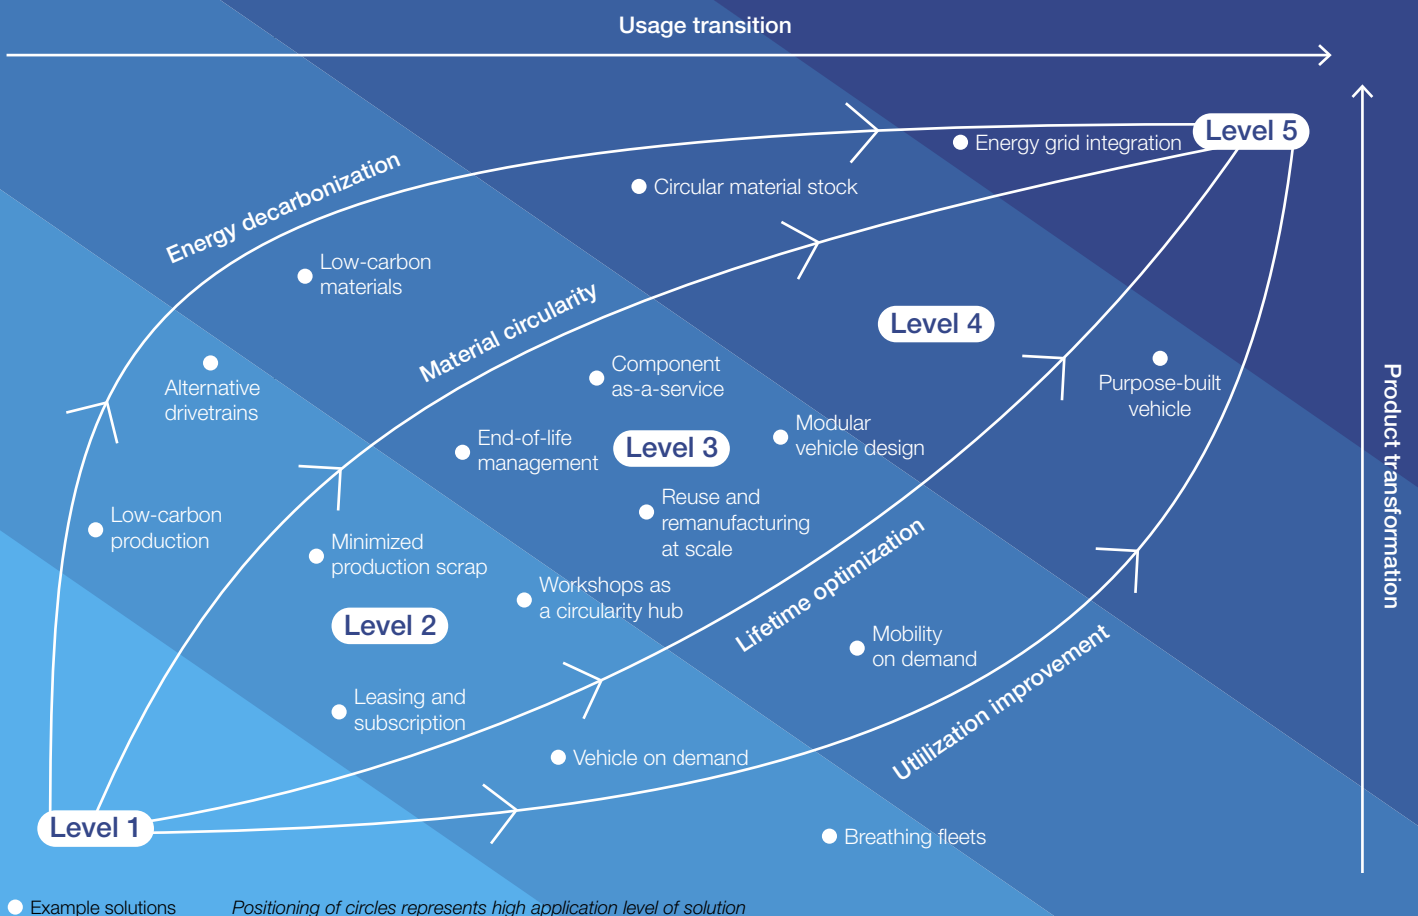 Usage transition
Level 5
Energy grid integration
Energy decarbonization
Circular material stock
Low-carbon
materials
Material circularity
Level 4
Alternative
drivetrains
Component
as-a-service
Purpose-built
vehicle
Product transformation
End-of-life
management
Level 3
Modular
vehicle design
Low-carbon
production
Reuse and
remanufacturing
at scale
Minimized
production scrap
Workshops as
a circularity hub
Lifetime optimization
Level 2
Mobility
on demand
Utlilization improvement
Leasing and
subscription
Vehicle on demand
Level 1
Breathing fleets
Example solutions
Positioning of circles represents high application level of solution